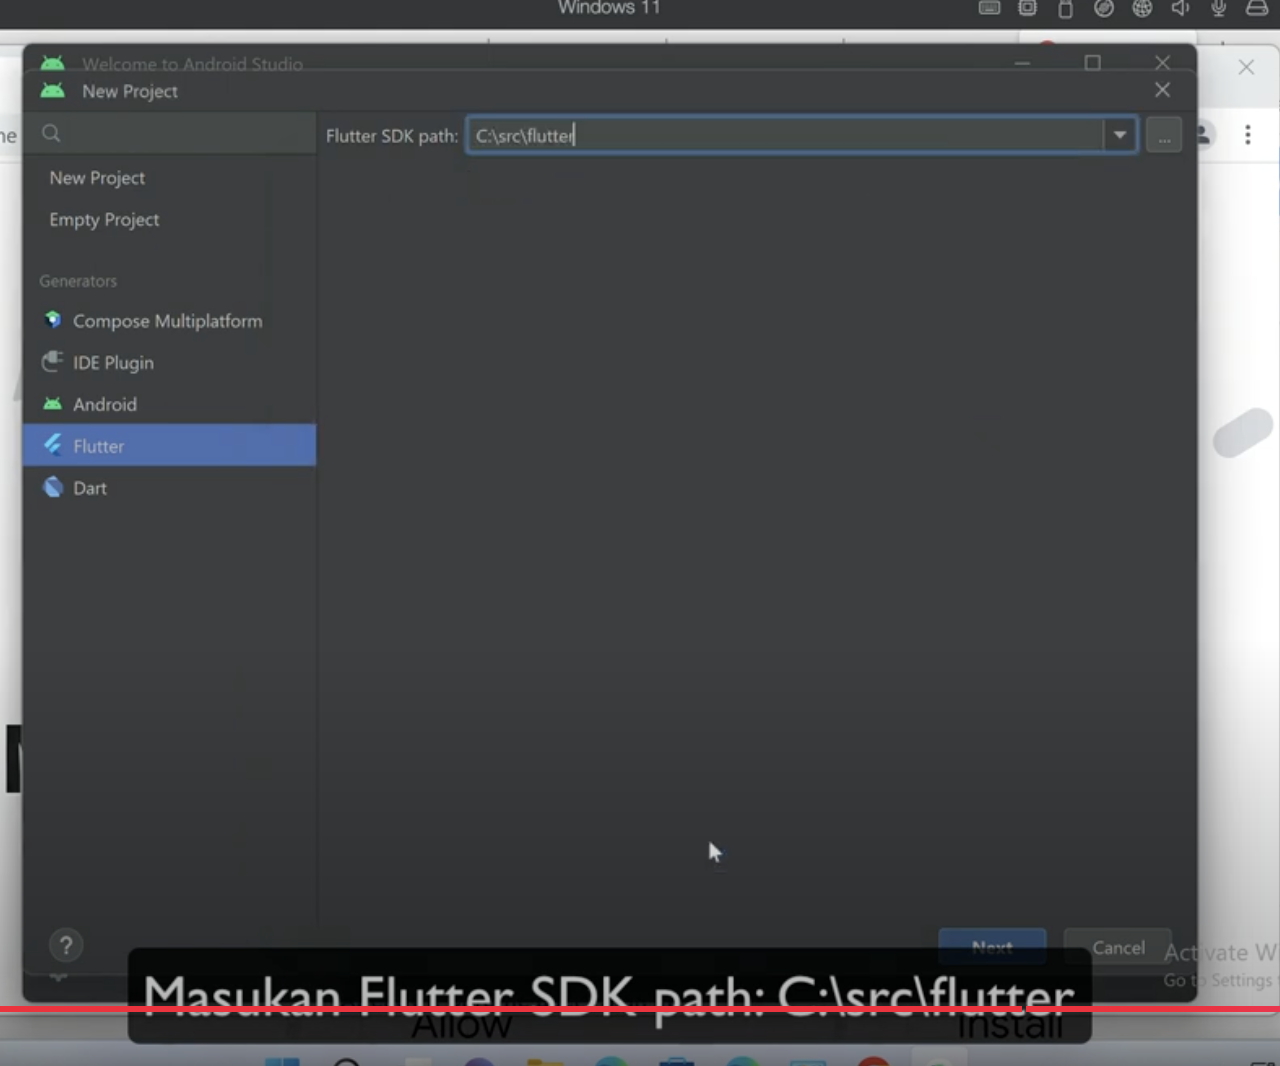 Windows 11
Welcome to Android Studio
New Project
Flutter SDK path: C:\src\flutter
...
New Project
Empty Project
Generators
Compose Multiplatform
IDE Plugin
Android
Flutter
Dart
?
Next
Cancel
Activate W
Go to Settings
Masukan Flutter SDK path: C:\src\flutter
Allow
Install